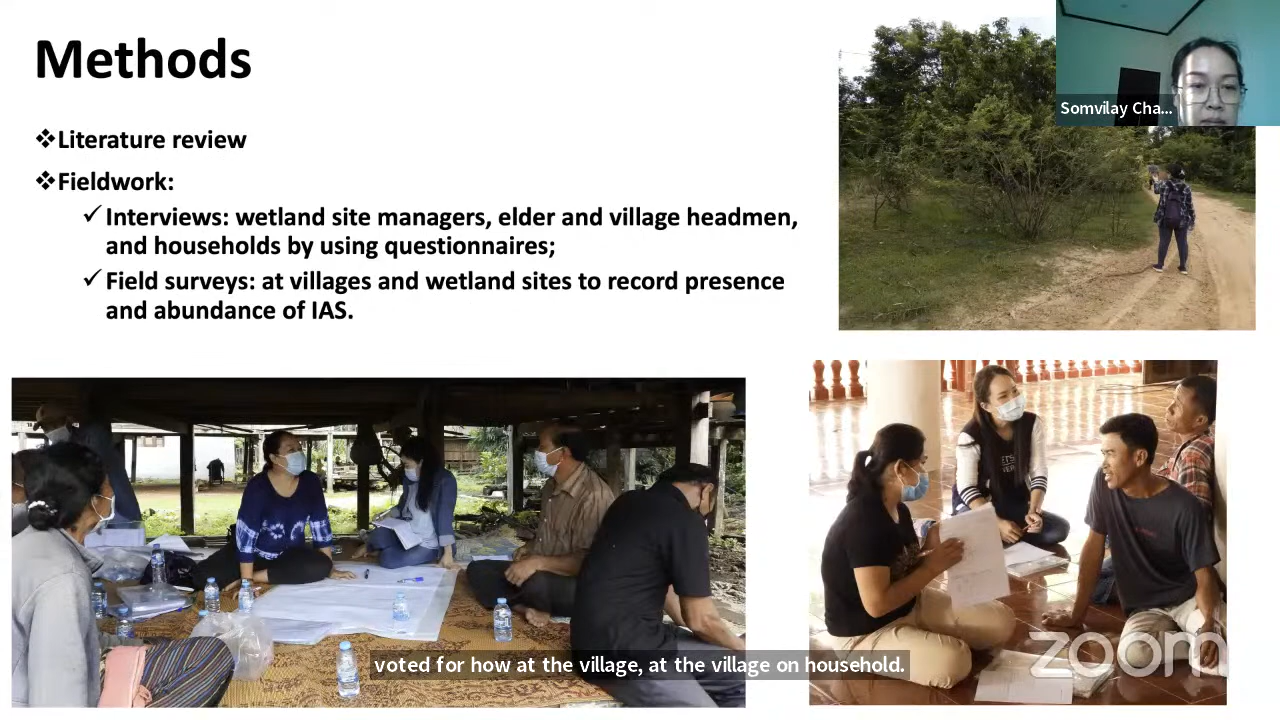 Methods
❖Literature review
❖Fieldwork:
✓Interviews: wetland site managers, elder and village headmen,
and households by using questionnaires;
✓Field surveys: at villages and wetland sites to record presence
and abundance of IAS.
Somvilay Cha...
voted for how at the village, at the village on household.
zoom